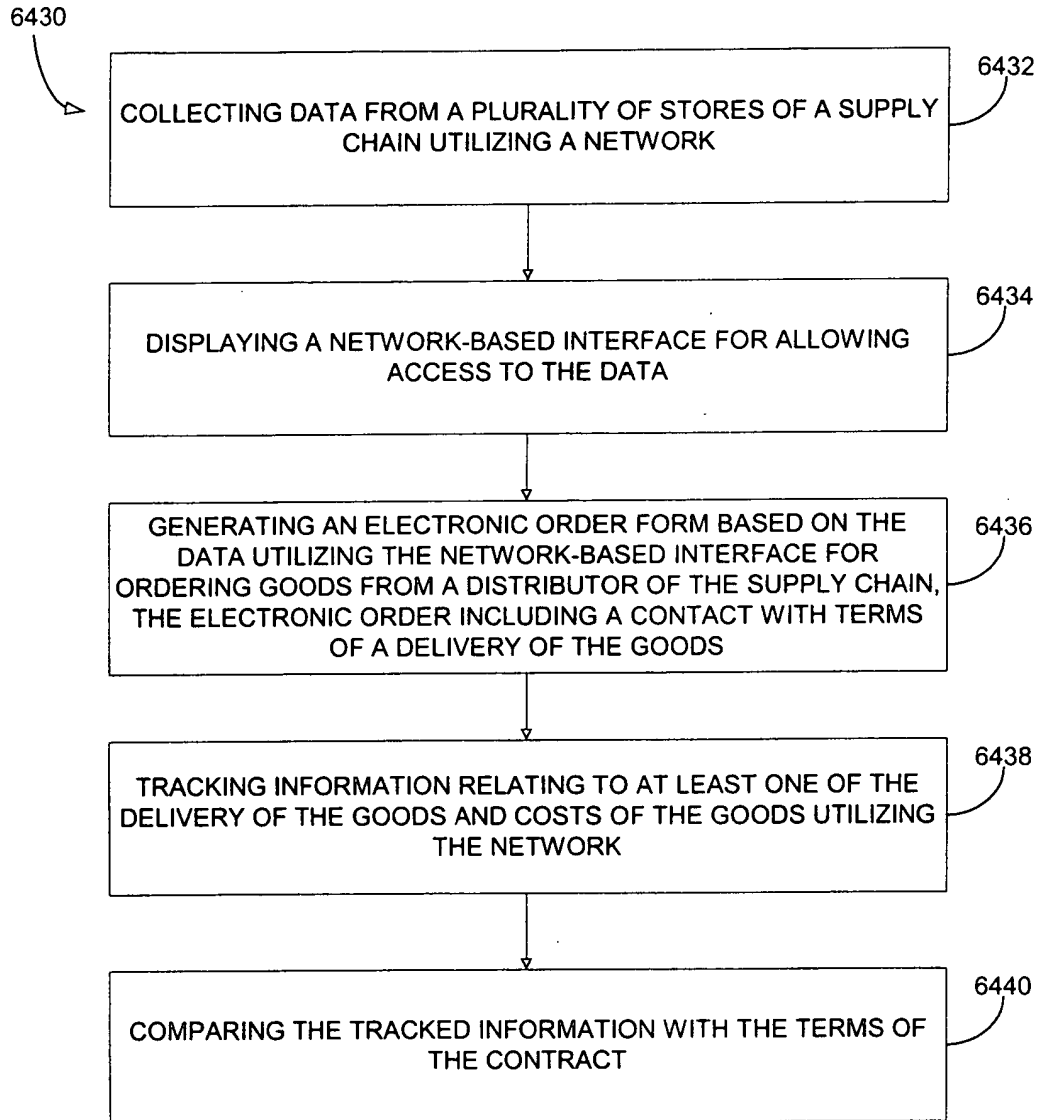 6430
6432
COLLECTING DATA FROM A PLURALITY OF STORES OF A SUPPLY
CHAIN UTILIZING A NETWORK
6434
DISPLAYING A NETWORK-BASED INTERFACE FOR ALLOWING
ACCESS TO THE DATA
6436
GENERATING AN ELECTRONIC ORDER FORM BASED ON THE
DATA UTILIZING THE NETWORK-BASED INTERFACE FOR
ORDERING GOODS FROM A DISTRIBUTOR OF THE SUPPLY CHAIN,
THE ELECTRONIC ORDER INCLUDING A CONTACT WITH TERMS
OF A DELIVERY OF THE GOODS
6438
TRACKING INFORMATION RELATING TO AT LEAST ONE OF THE
DELIVERY OF THE GOODS AND COSTS OF THE GOODS UTILIZING
THE NETWORK
6440
COMPARING THE TRACKED INFORMATION WITH THE TERMS OF
THE CONTRACT